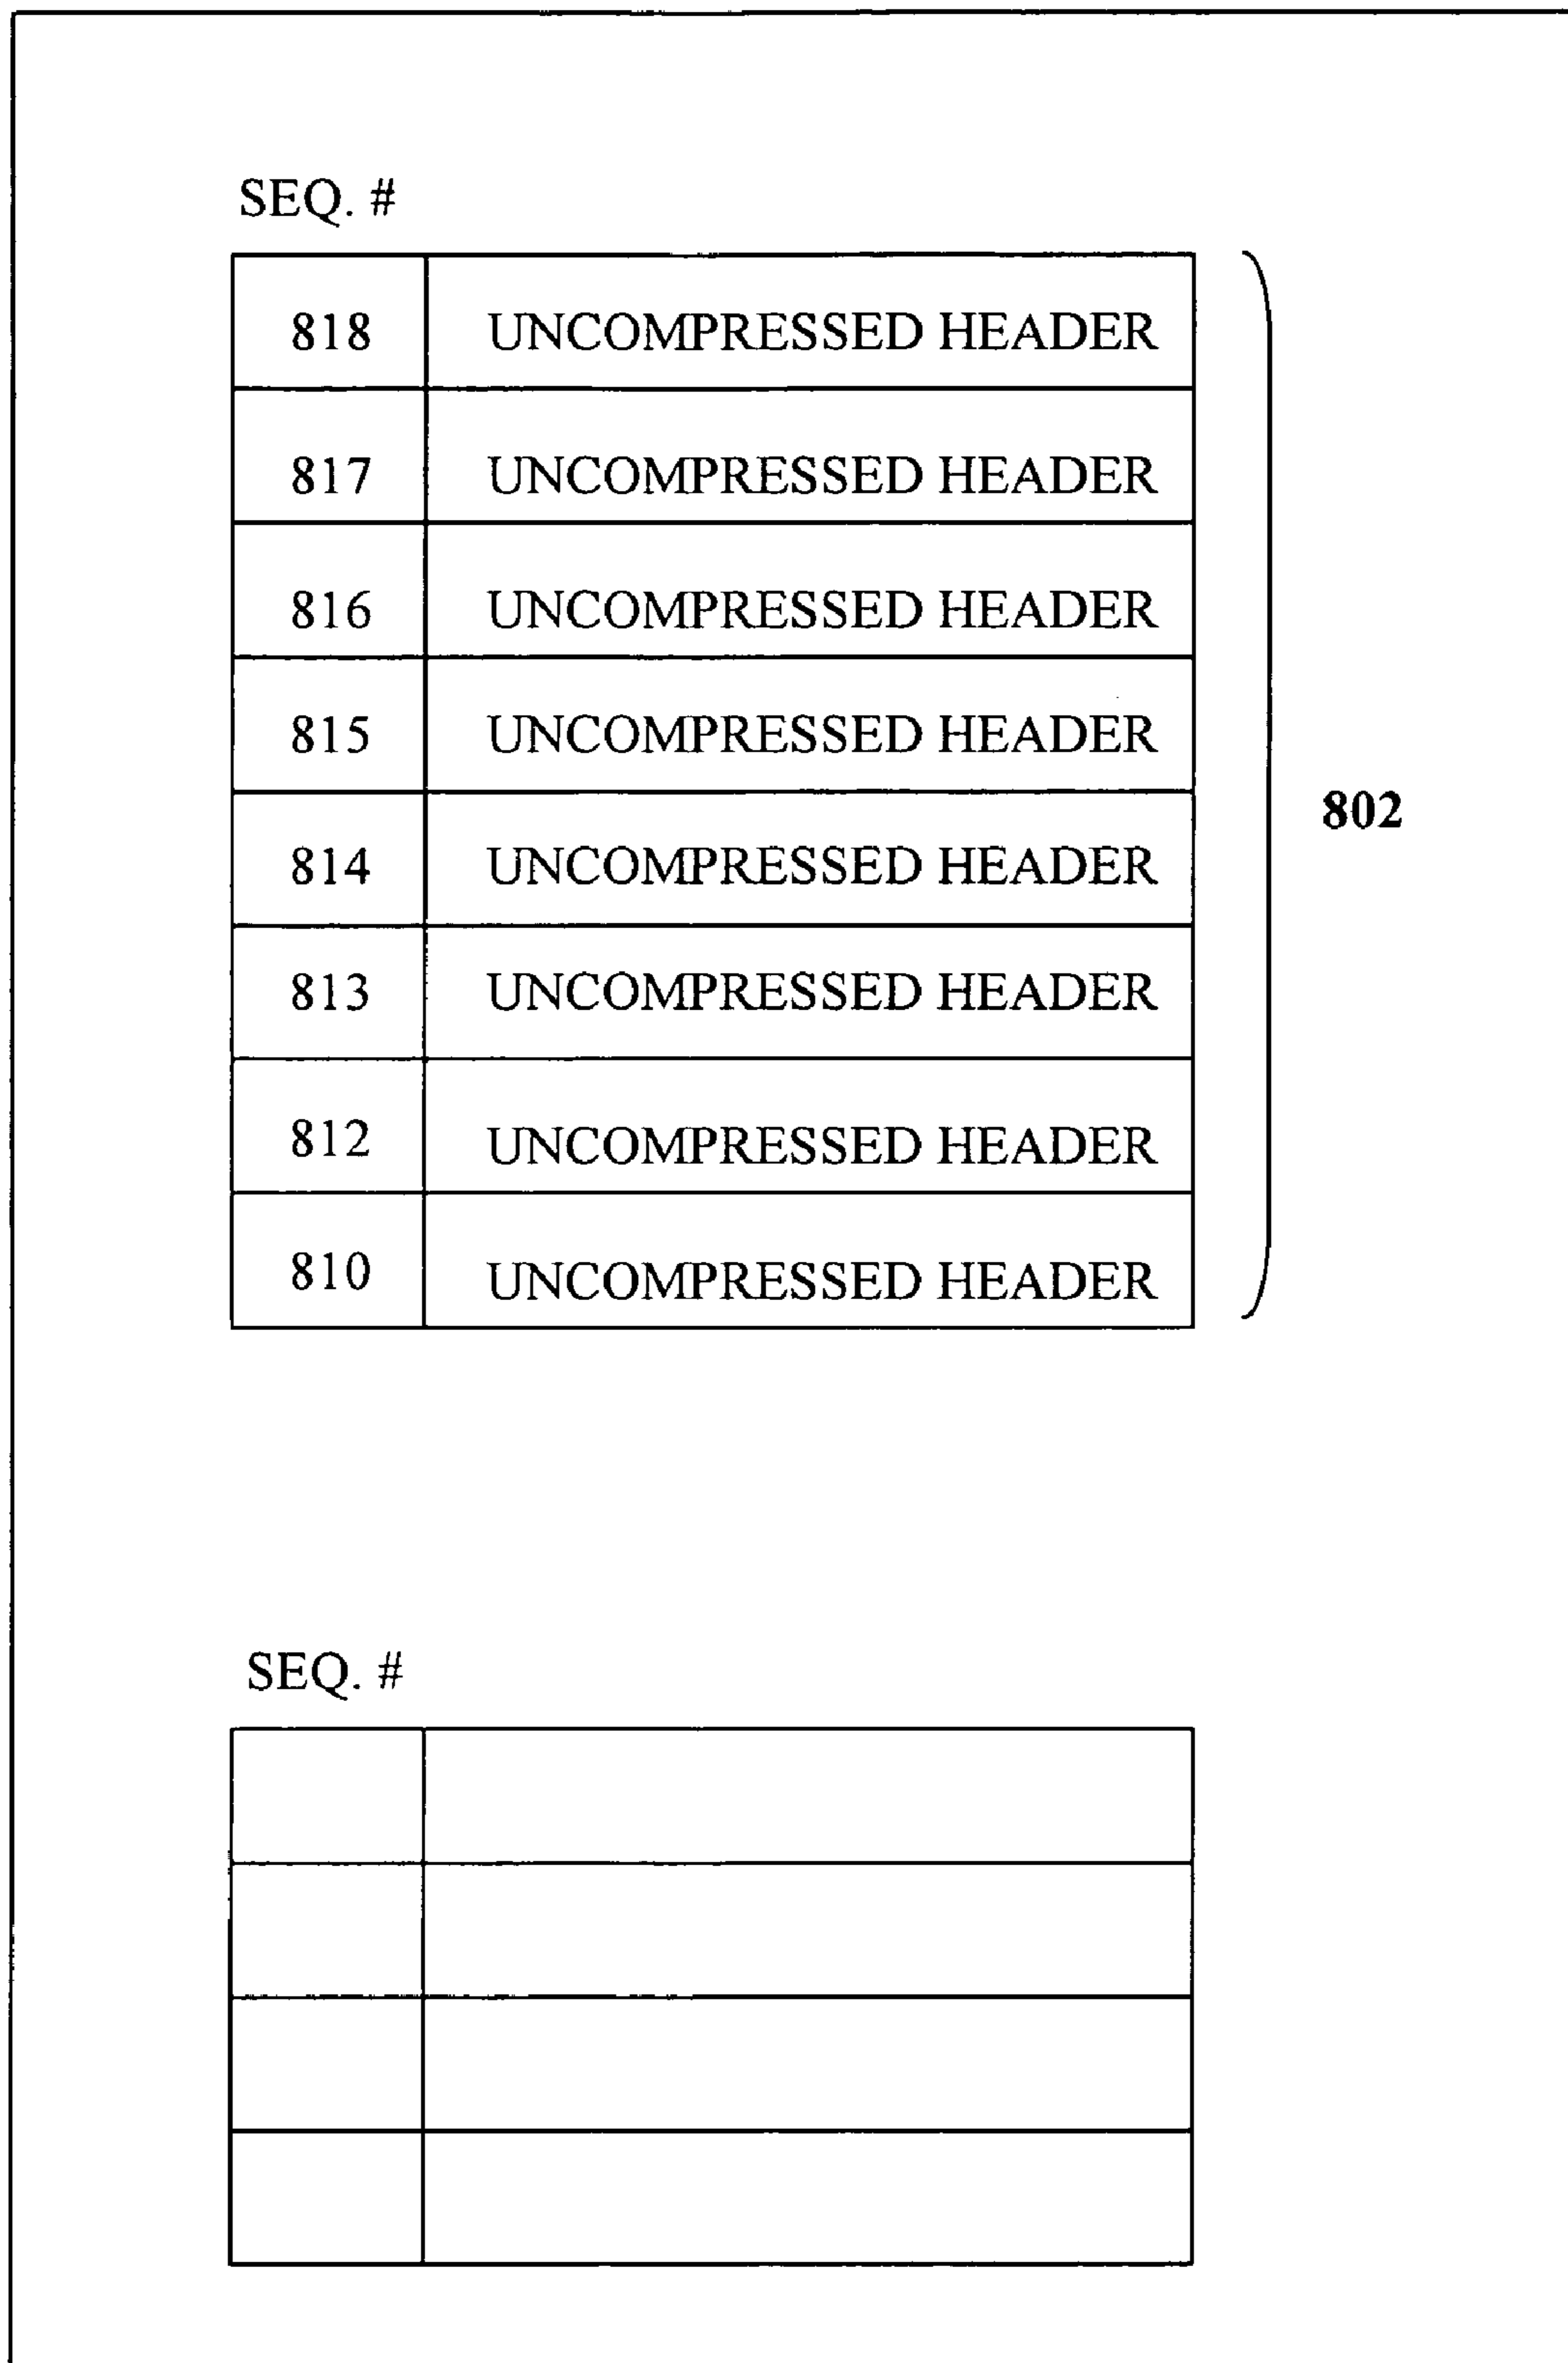 SEQ. #
818 UNCOMPRESSED HEADER
817 UNCOMPRESSED HEADER
816 UNCOMPRESSED HEADER
815 UNCOMPRESSED HEADER
802
814 UNCOMPRESSED HEADER
813 UNCOMPRESSED HEADER
812 UNCOMPRESSED HEADER
810 UNCOMPRESSED HEADER
SEQ. #